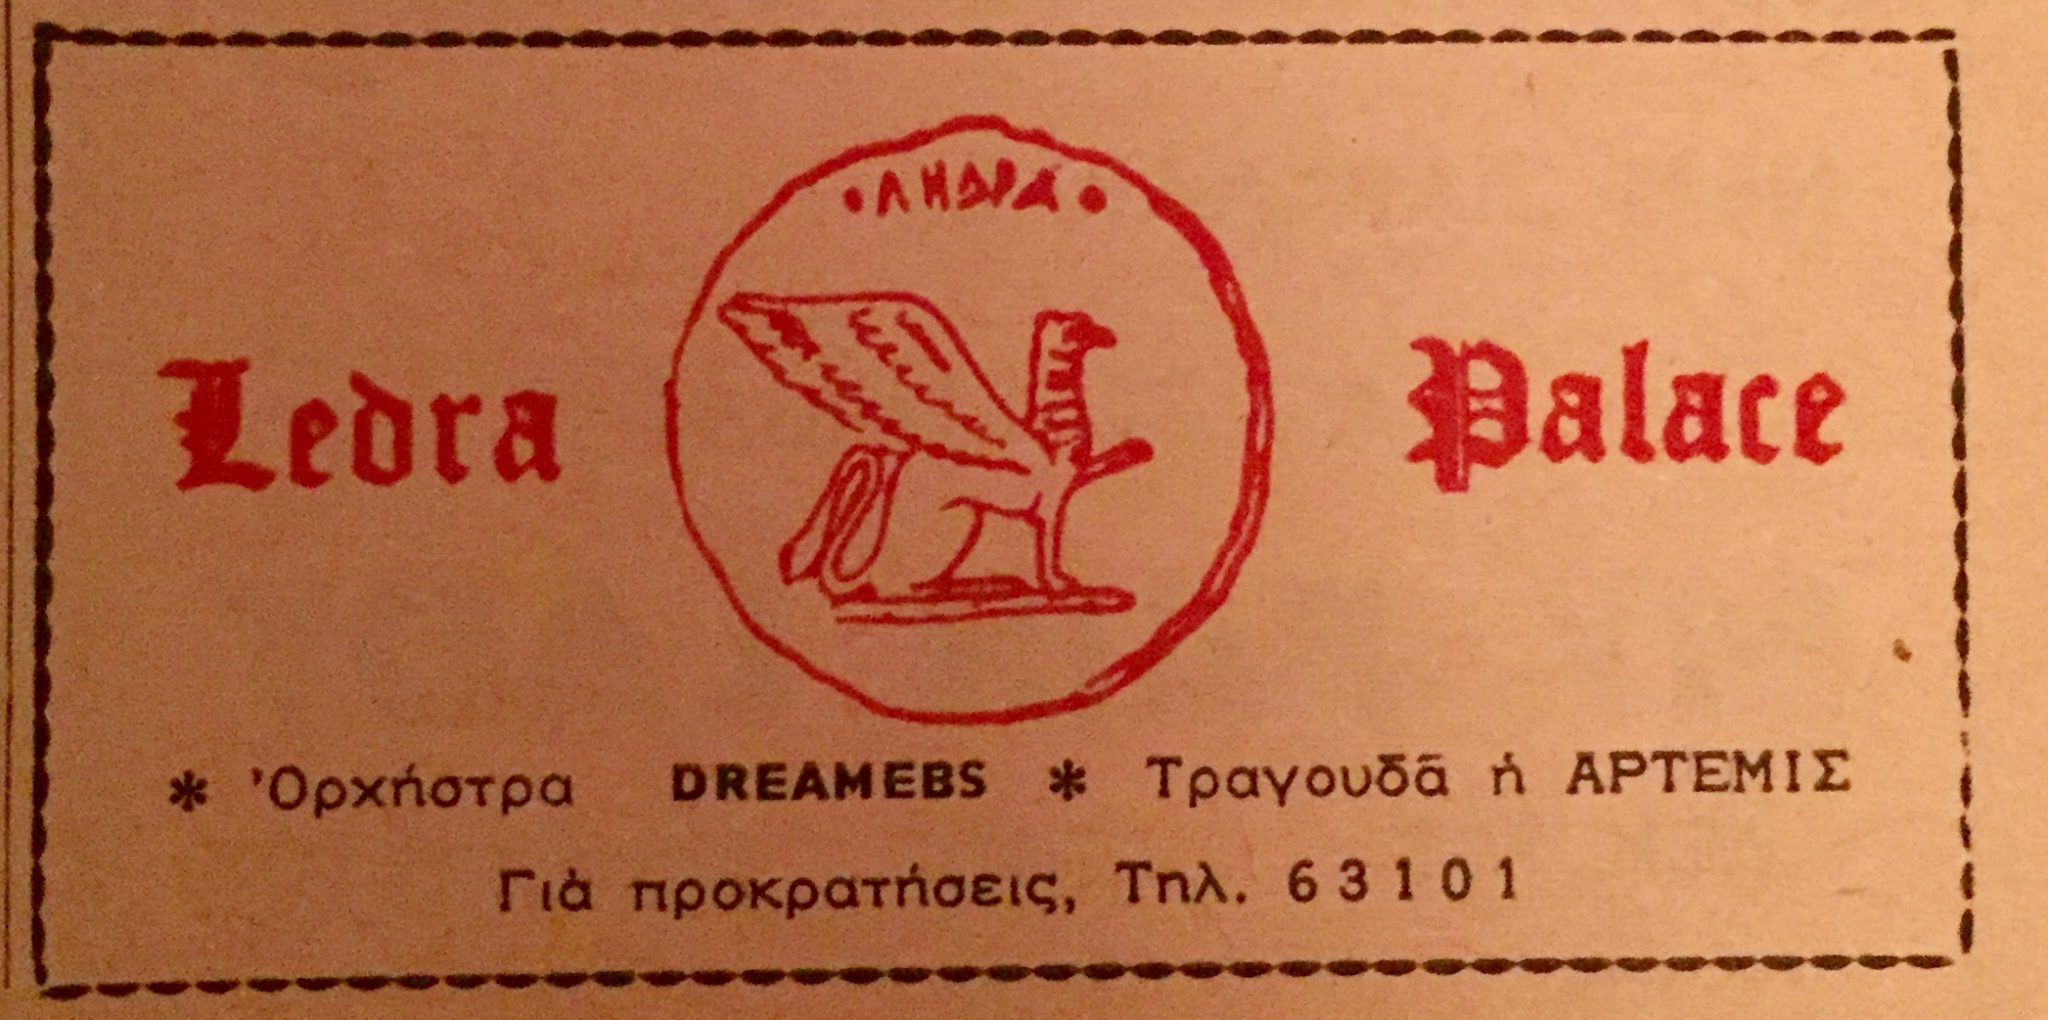 • ΛΗΔΡΑ •
Ledra Palace
* Ὀρχήστρα DREAMEBS * Τραγουδᾶ ἡ ΑΡΤΕΜΙΣ
Γιὰ προκρατήσεις, Τηλ. 63101